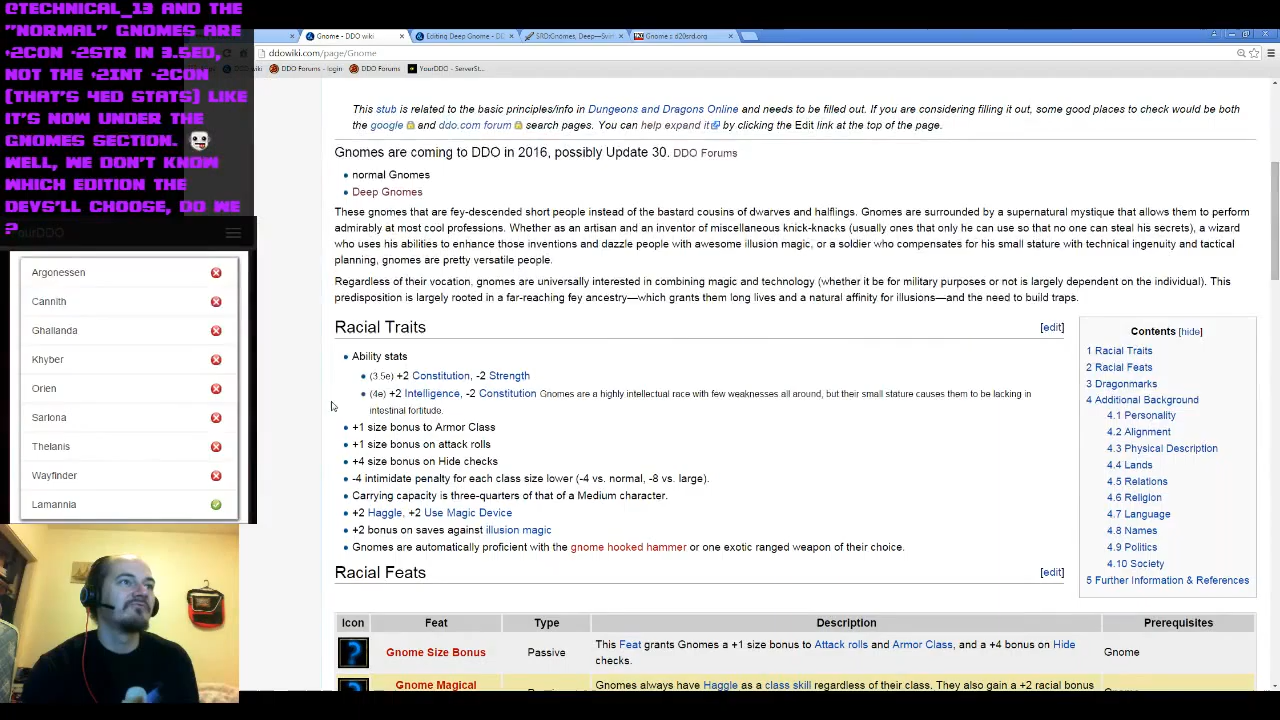 @TECHNICAL_13 AND THE
"NORMAL" GNOMES ARE
+2CON -2STR IN 3.5ED,
NOT THE +2INT -2CON
(THAT'S 4ED STATS) LIKE
IT'S NOW UNDER THE
GNOMES SECTION.
WELL, WE DON'T KNOW
WHICH EDITION THE
DEVS'LL CHOOSE, DO WE
?
Argonessen
Cannith
Ghallanda
Khyber
Orien
Sarlona
Thelanis
Wayfinder
Lamannia
Gnome - DDO wiki
Editing Deep Gnome - D
Gnome :: d20srd.org
ddowiki.com/page/Gnome
DDO Forums - login
DDO Forums
YourDDO - ServerSt...
This stub is related to the basic principles/info in Dungeons and Dragons Online and needs to be filled out. If you are considering filling it out, some good places to check would be both
the google and ddo.com forum search pages. You can help expand it by clicking the Edit link at the top of the page.
Gnomes are coming to DDO in 2016, possibly Update 30. DDO Forums
normal Gnomes
Deep Gnomes
These gnomes that are fey-descended short people instead of the bastard cousins of dwarves and halflings. Gnomes are surrounded by a supernatural mystique that allows them to perform
admirably at most cool professions. Whether as an artisan and an inventor of miscellaneous knick-knacks (usually ones that only he can use so that no one can steal his secrets), a wizard
who uses his abilities to enhance those inventions and dazzle people with awesome illusion magic, or a soldier who compensates for his small stature with technical ingenuity and tactical
planning, gnomes are pretty versatile people.
Regardless of their vocation, gnomes are universally interested in combining magic and technology (whether it be for military purposes or not is largely dependent on the individual). This
predisposition is largely rooted in a far-reaching fey ancestry—which grants them long lives and a natural affinity for illusions—and the need to build traps.
Racial Traits
[edit]
Ability stats
(3.5e) +2 Constitution, -2 Strength
(4e) +2 Intelligence, -2 Constitution Gnomes are a highly intellectual race with few weaknesses all around, but their small stature causes them to be lacking in
intestinal fortitude.
+1 size bonus to Armor Class
+1 size bonus on attack rolls
+4 size bonus on Hide checks
-4 intimidate penalty for each class size lower (-4 vs. normal, -8 vs. large).
Carrying capacity is three-quarters of that of a Medium character.
+2 Haggle, +2 Use Magic Device
+2 bonus on saves against illusion magic
Gnomes are automatically proficient with the gnome hooked hammer or one exotic ranged weapon of their choice.
Contents [hide]
1 Racial Traits
2 Racial Feats
3 Dragonmarks
4 Additional Background
4.1 Personality
4.2 Alignment
4.3 Physical Description
4.4 Lands
4.5 Relations
4.6 Religion
4.7 Language
4.8 Names
4.9 Politics
4.10 Society
5 Further Information & References
Racial Feats
[edit]
Icon Feat Type Description Prerequisites
Gnome Size Bonus Passive This Feat grants Gnomes a +1 size bonus to Attack rolls and Armor Class, and a +4 bonus on Hide
checks. Gnome
Gnome Magical Gnomes always have Haggle as a class skill regardless of their class. They also gain a +2 racial bonus